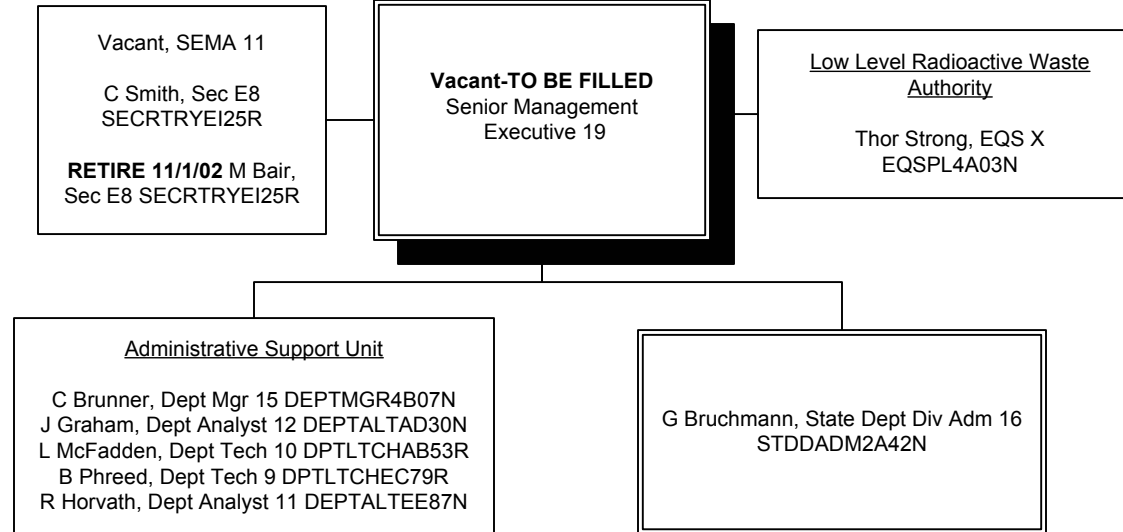 Vacant, SEMA 11
C Smith, Sec E8
SECRTRYEI25R
RETIRE 11/1/02 M Bair,
Sec E8 SECRTRYEI25R
Vacant-TO BE FILLED
Senior Management
Executive 19
Low Level Radioactive Waste
Authority
Thor Strong, EQS X
EQSPL4A03N
Administrative Support Unit
C Brunner, Dept Mgr 15 DEPTMGR4B07N
J Graham, Dept Analyst 12 DEPTALTAD30N
L McFadden, Dept Tech 10 DPTLTCHAB53R
B Phreed, Dept Tech 9 DPTLTCHEC79R
R Horvath, Dept Analyst 11 DEPTALTEE87N
G Bruchmann, State Dept Div Adm 16
STDDADM2A42N